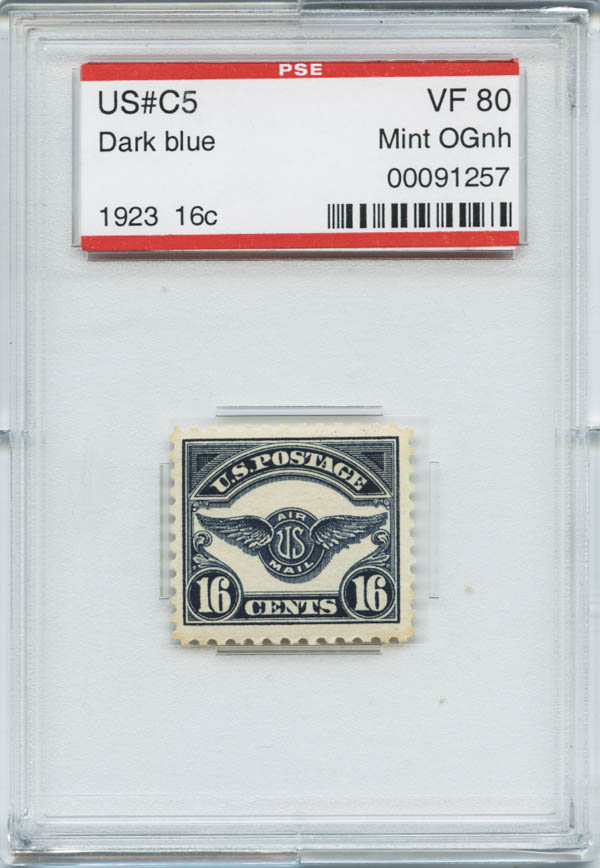 PSE
US#C5 VF 80
Dark blue Mint OGnh
00091257
1923 16c
U.S. POSTAGE
AIR
US
MAIL
16 CENTS 16